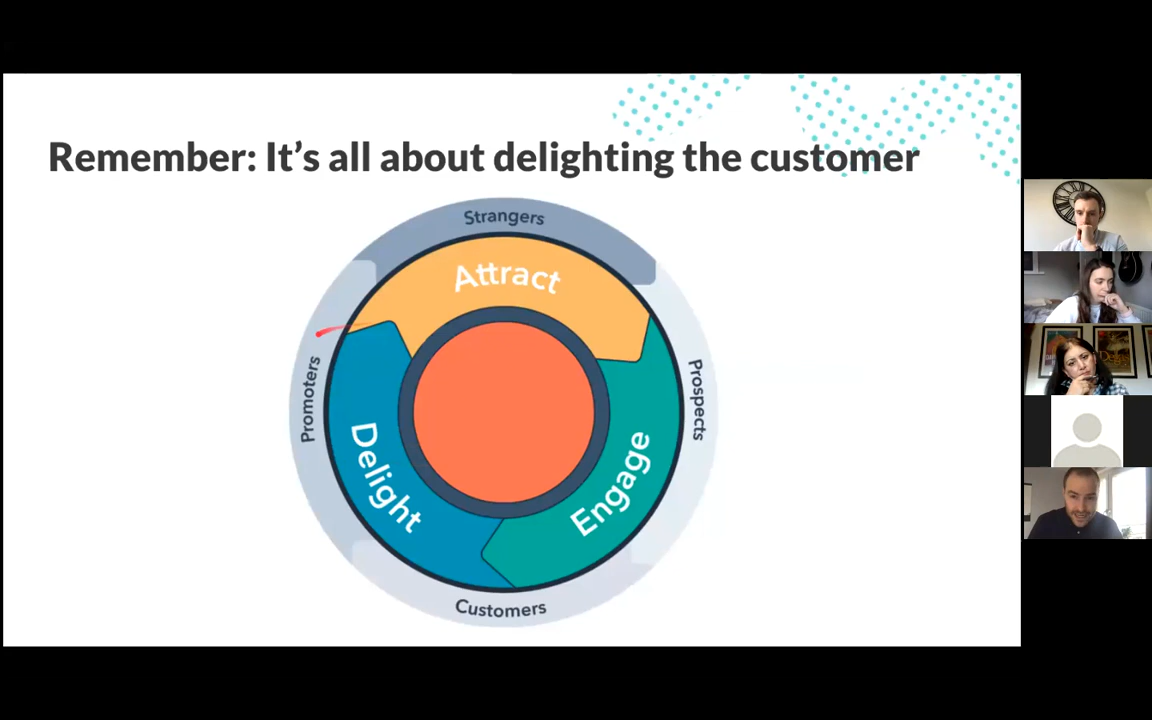 Remember: It's all about delighting the customer
Strangers
Attract
Promoters
Prospects
Delight
Engage
Customers